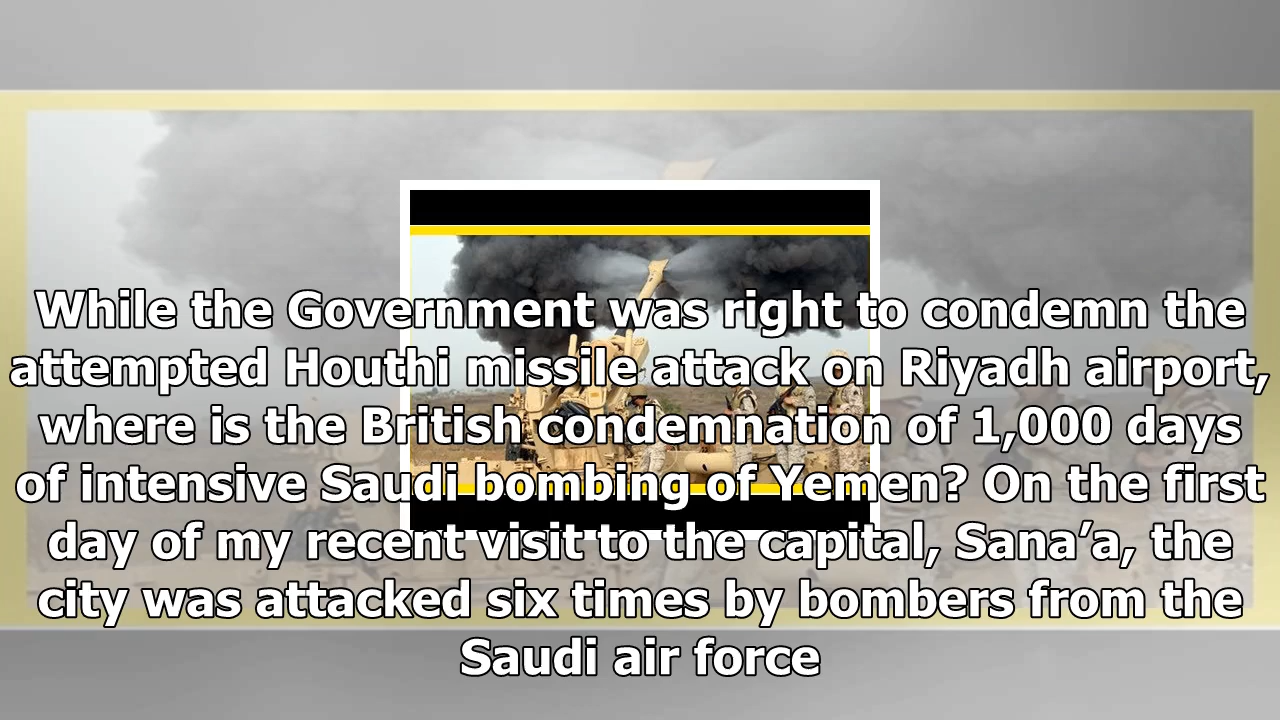 While the Government was right to condemn the
attempted Houthi missile attack on Riyadh airport,
where is the British condemnation of 1,000 days
of intensive Saudi bombing of Yemen? On the first
day of my recent visit to the capital, Sana’a, the
city was attacked six times by bombers from the
Saudi air force